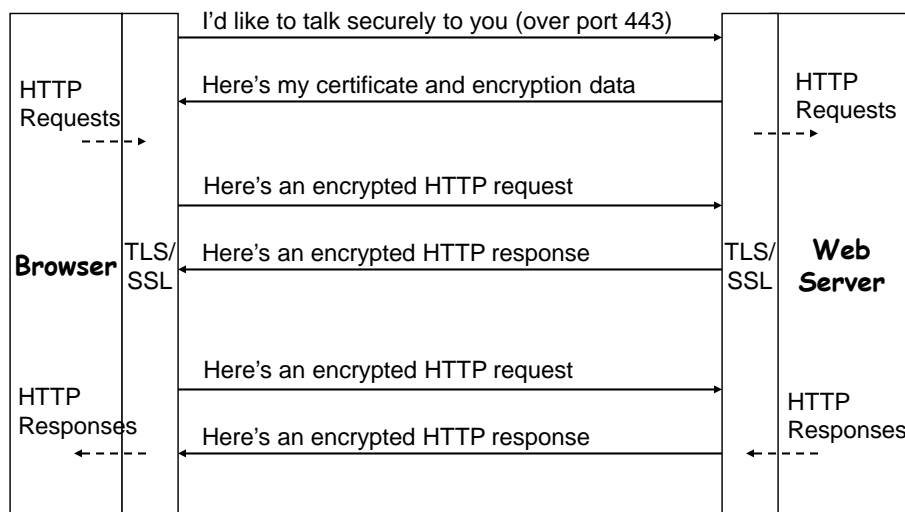 I'd like to talk securely to you (over port 443)
Here's my certificate and encryption data
HTTP
Requests
HTTP
Requests
Here's an encrypted HTTP request
Browser
TLS/
SSL
Here's an encrypted HTTP response
TLS/
SSL
Web
Server
Here's an encrypted HTTP request
HTTP
Responses
Here's an encrypted HTTP response
HTTP
Responses